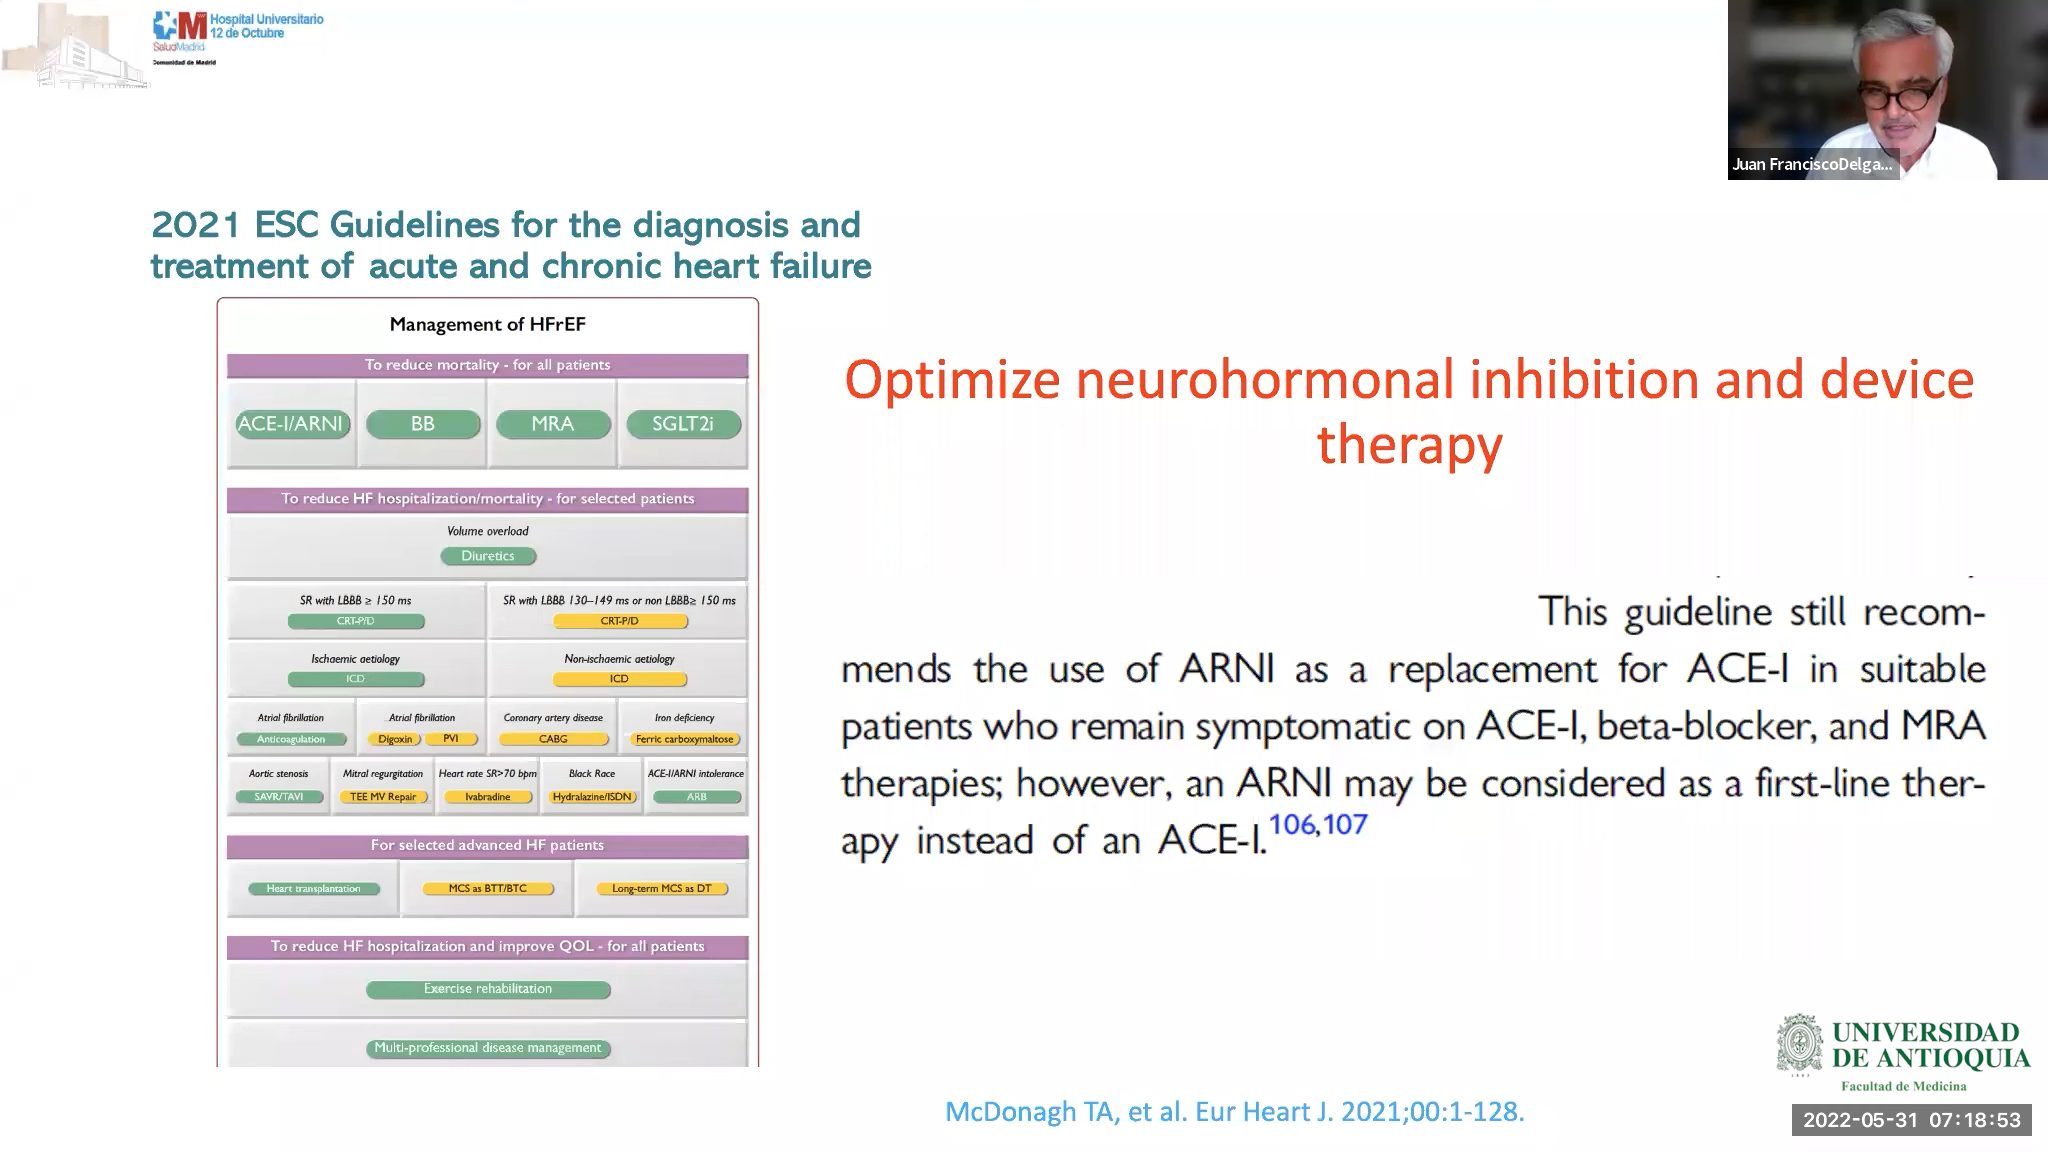 Hospital Universitario
12 de Octubre
SaludMadrid
Comunidad de Madrid
Juan FranciscoDelga...
2021 ESC Guidelines for the diagnosis and
treatment of acute and chronic heart failure
Management of HFrEF
To reduce mortality - for all patients
ACE-I/ARNI BB MRA SGLT2i
To reduce HF hospitalization/mortality - for selected patients
Volume overload
Diuretics
SR with LBBB ≥ 150 ms SR with LBBB 130–149 ms or non LBBB≥ 150 ms
CRT-P/D CRT-P/D
Ischaemic aetiology Non-ischaemic aetiology
ICD ICD
Atrial fibrillation Atrial fibrillation Coronary artery disease Iron deficiency
Anticoagulation Digoxin PVI CABG Ferric carboxymaltose
Aortic stenosis Mitral regurgitation Heart rate SR>70 bpm Black Race ACE-I/ARNI intolerance
SAVR/TAVI TEE MV Repair Ivabradine Hydralazine/ISDN ARB
For selected advanced HF patients
Heart transplantation MCS as BTT/BTC Long-term MCS as DT
To reduce HF hospitalization and improve QOL - for all patients
Exercise rehabilitation
Multi-professional disease management
Optimize neurohormonal inhibition and device
therapy
This guideline still recom-
mends the use of ARNI as a replacement for ACE-I in suitable
patients who remain symptomatic on ACE-I, beta-blocker, and MRA
therapies; however, an ARNI may be considered as a first-line ther-
apy instead of an ACE-I.106,107
McDonagh TA, et al. Eur Heart J. 2021;00:1-128.
UNIVERSIDAD
DE ANTIOQUIA
1803
Facultad de Medicina
2022-05-31 07:18:53